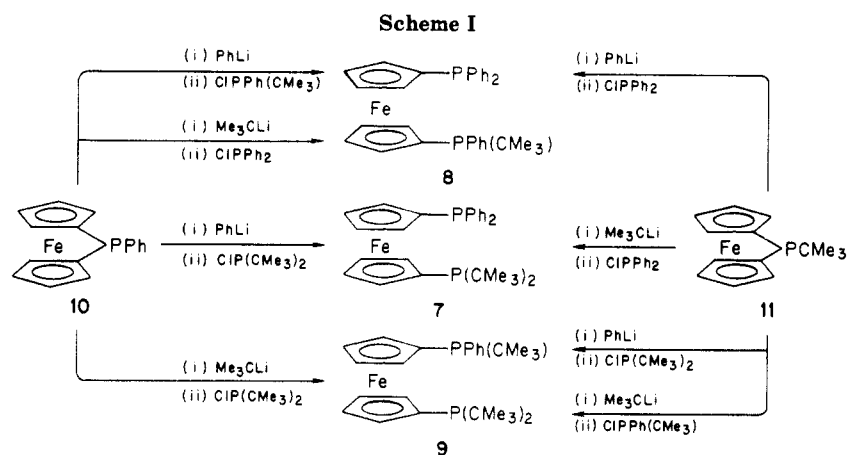 Scheme I
(i) PhLi
(ii) ClPPh(CMe3)
(i) Me3CLi
(ii) ClPPh2
Fe
PPh2
PPh(CMe3)
8
(i) PhLi
(ii) ClPPh2
Fe
PPh
10
(i) PhLi
(ii) ClP(CMe3)2
Fe
PPh2
P(CMe3)2
7
(i) Me3CLi
(ii) ClPPh2
Fe
PCMe3
11
(i) Me3CLi
(ii) ClP(CMe3)2
Fe
PPh(CMe3)
P(CMe3)2
9
(i) PhLi
(ii) ClP(CMe3)2
(i) Me3CLi
(ii) ClPPh(CMe3)